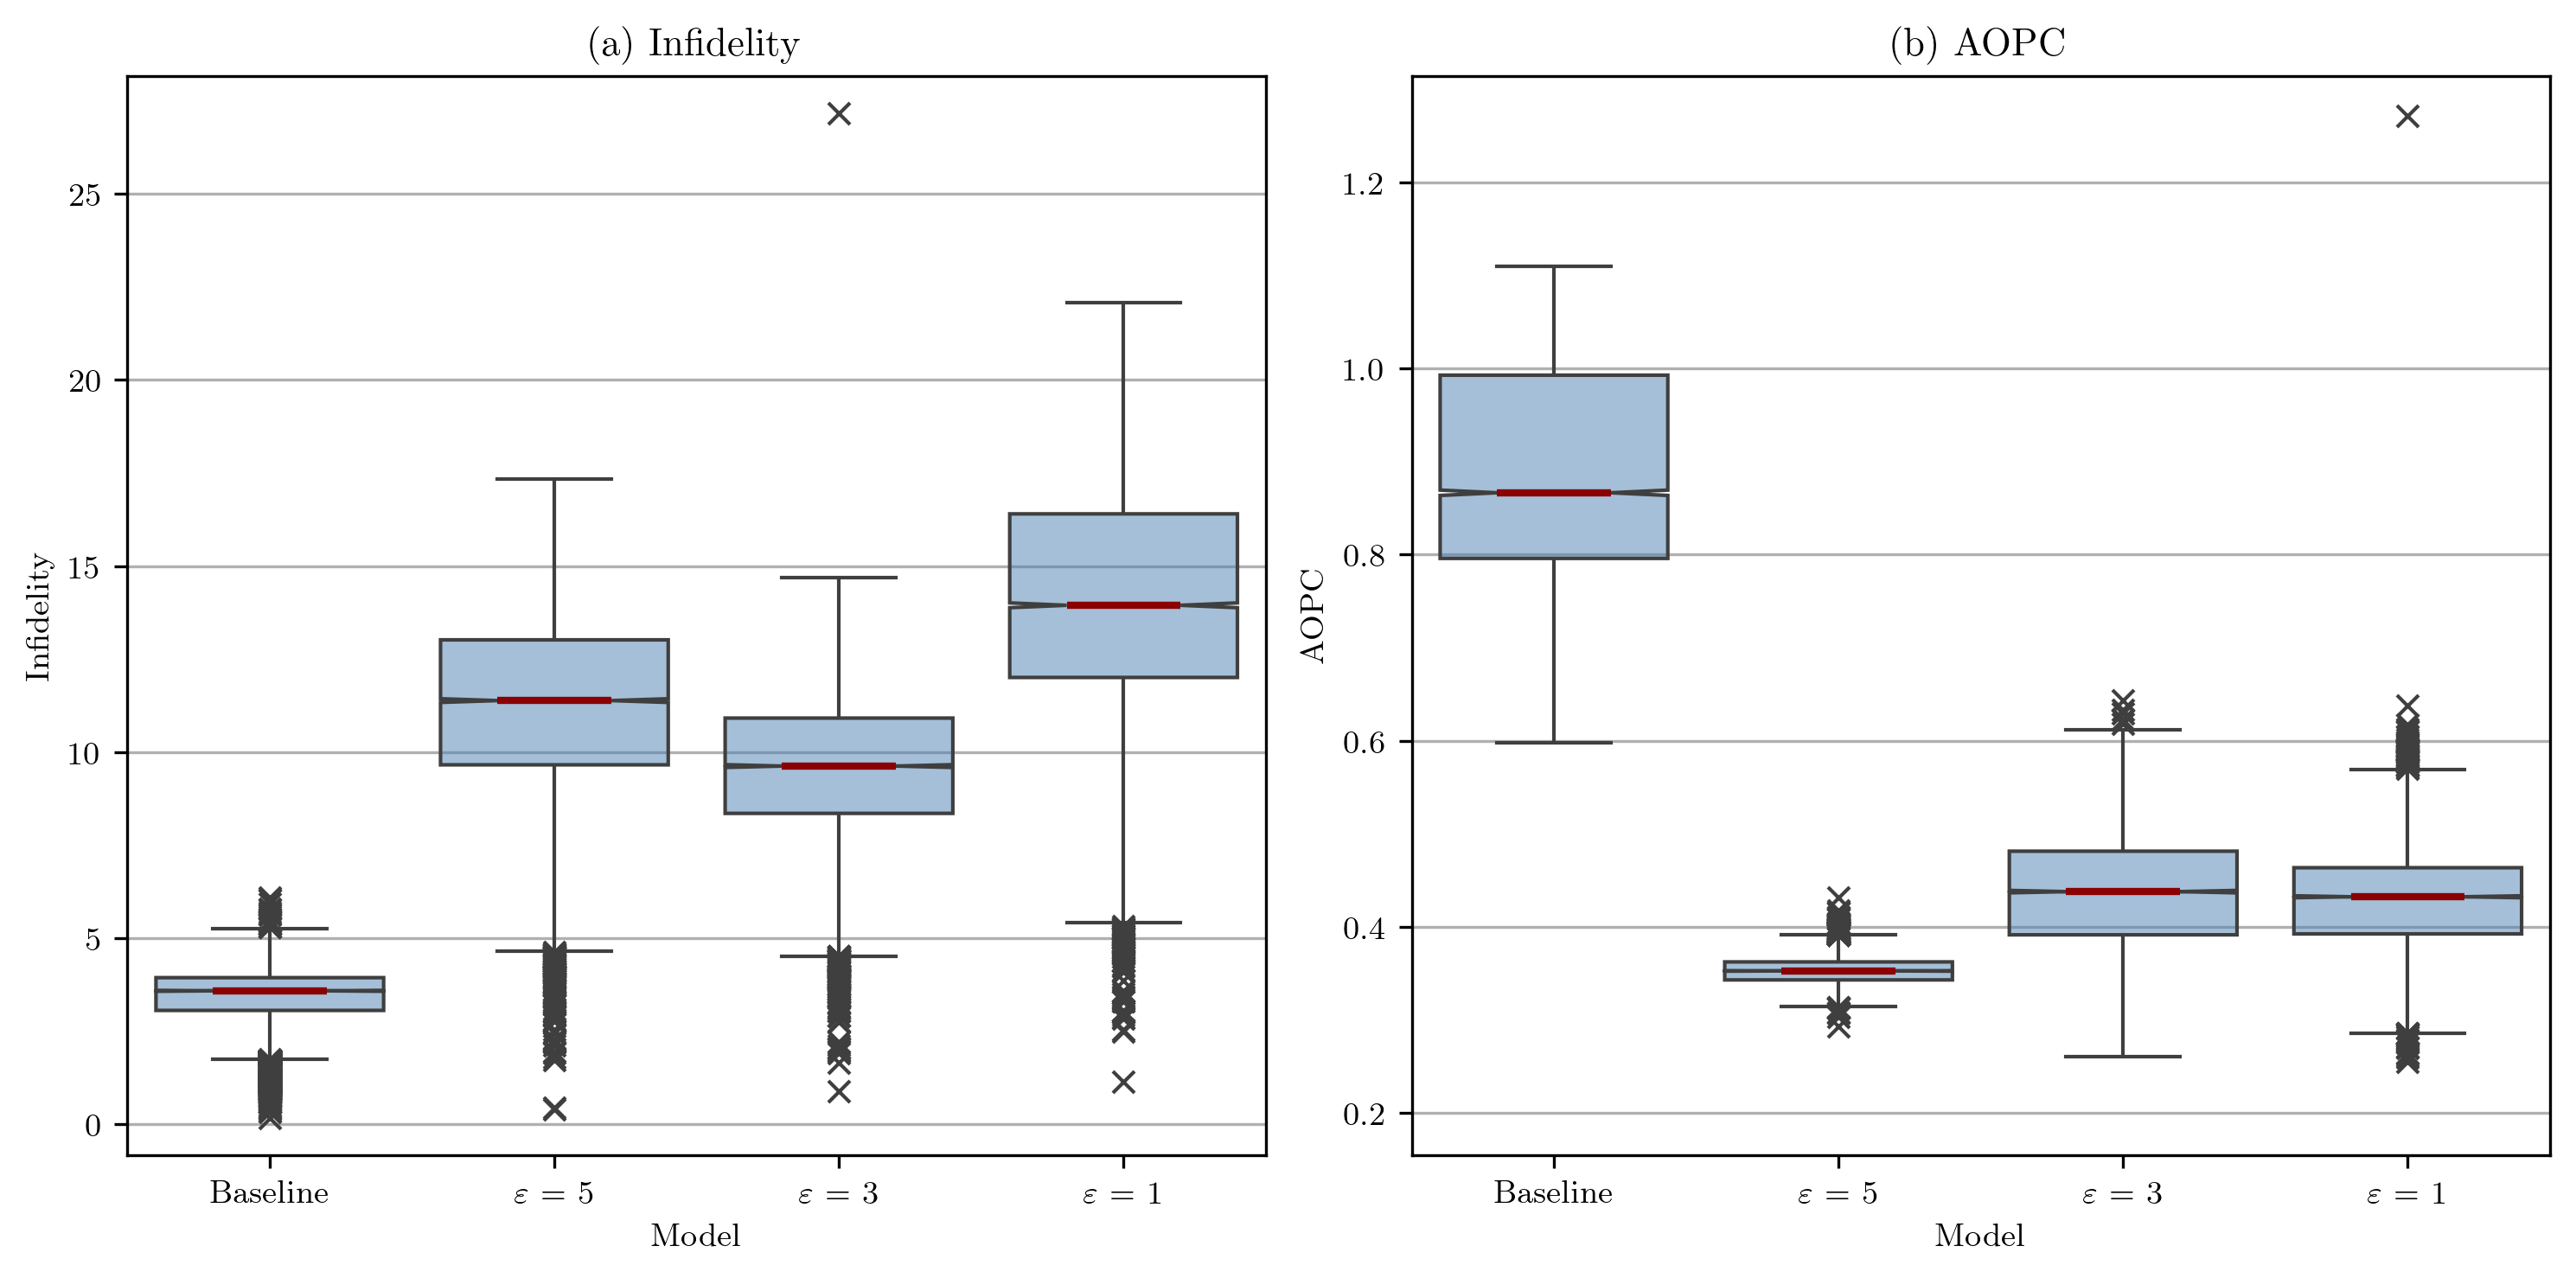 (a) Infidelity
Infidelity
25
20
15
10
5
0
Baseline
ε = 5
ε = 3
ε = 1
Model
(b) AOPC
AOPC
1.2
1.0
0.8
0.6
0.4
0.2
Baseline
ε = 5
ε = 3
ε = 1
Model